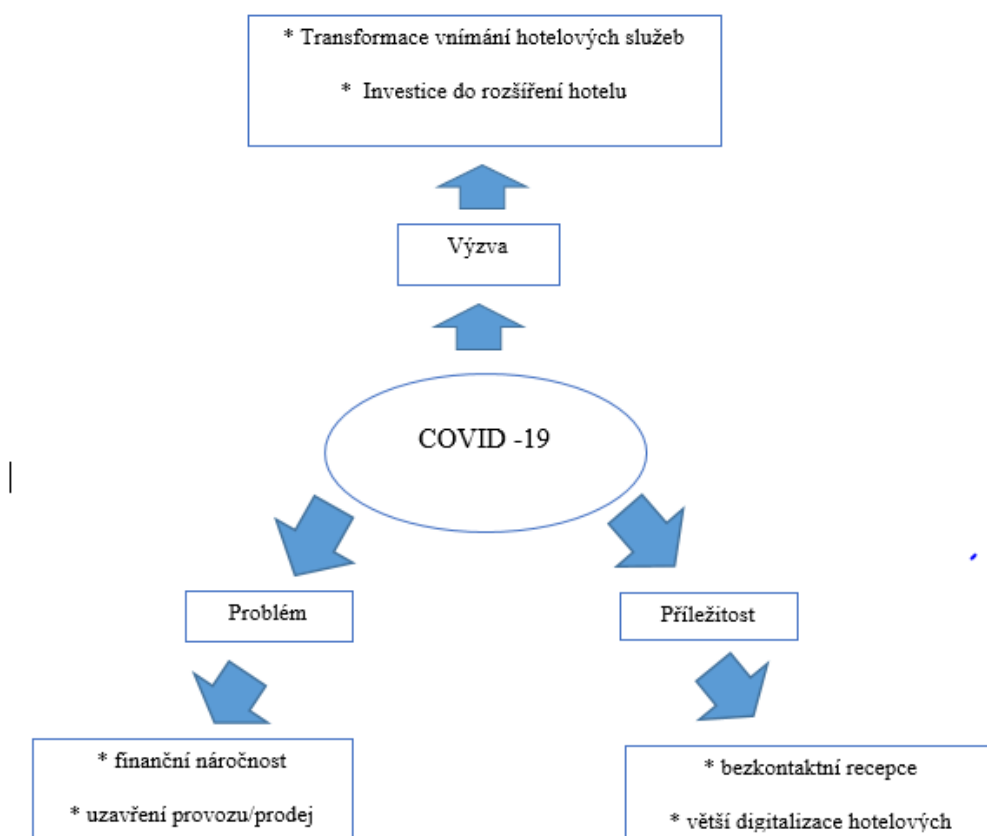 * Transformace vnímání hotelových služeb
* Investice do rozšíření hotelu
Výzva
COVID -19
Problém
Příležitost
* finanční náročnost
* uzavření provozu/prodej
* bezkontaktní recepce
* větší digitalizace hotelových